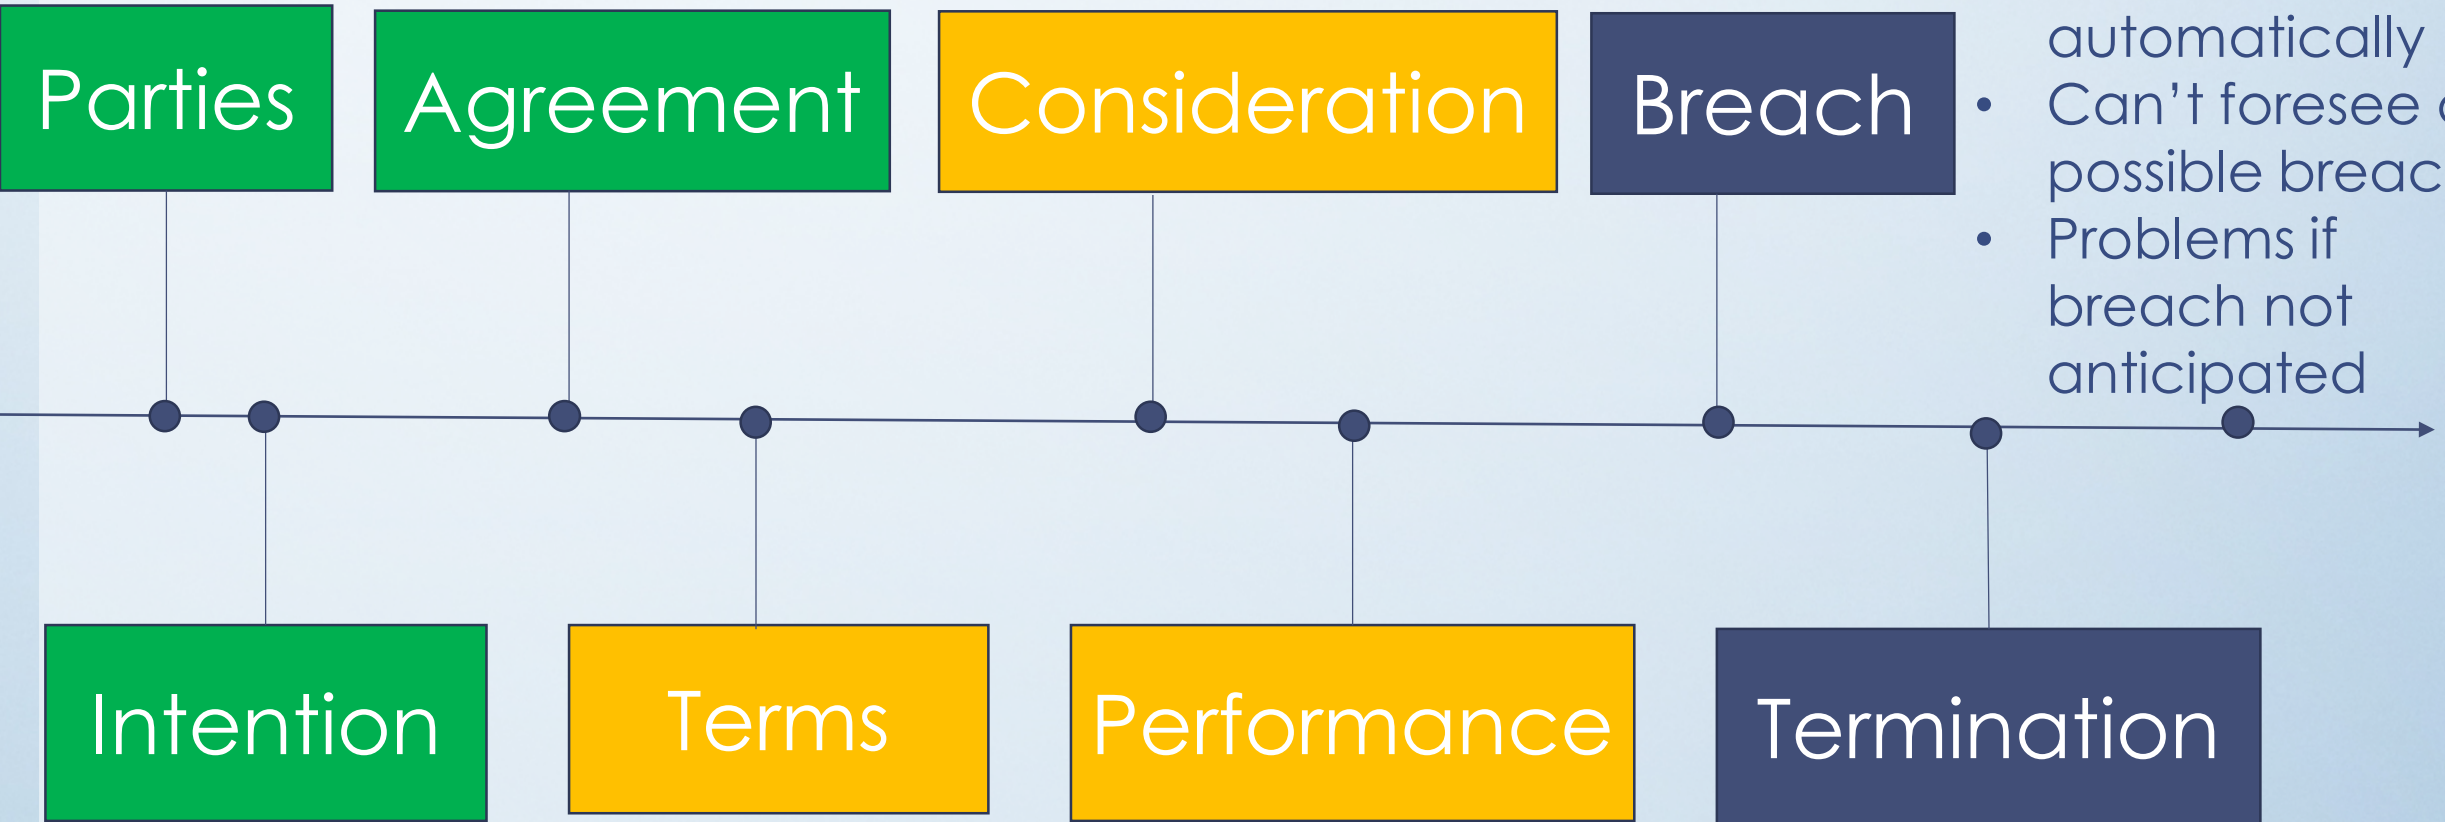 Parties
Agreement
Consideration
Breach
automatically
• Can't foresee
possible
• Problems if
breach not
anticipated
Intention
Terms
Performance
Termination